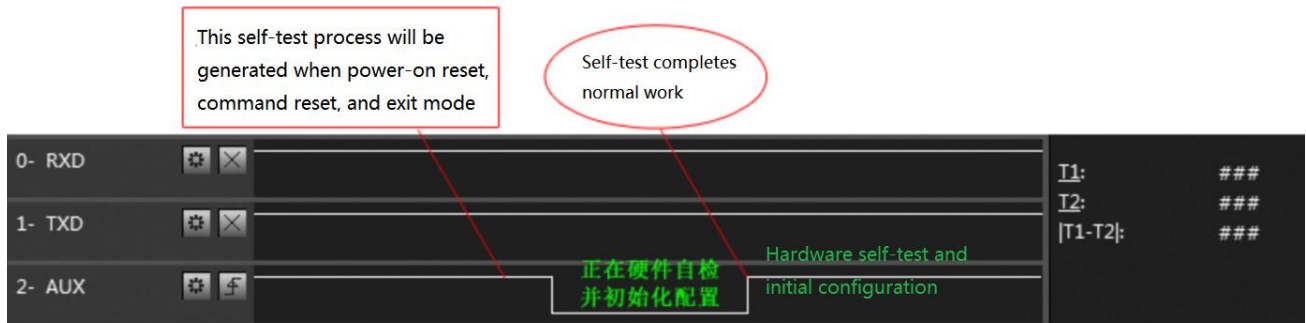 This self-test process will be
generated when power-on reset,
command reset, and exit mode
Self-test completes
normal work
0- RXD
1- TXD
2- AUX
正在硬件自检
并初始化配置
Hardware self-test and
initial configuration
T1: ###
T2: ###
|T1-T2|: ###